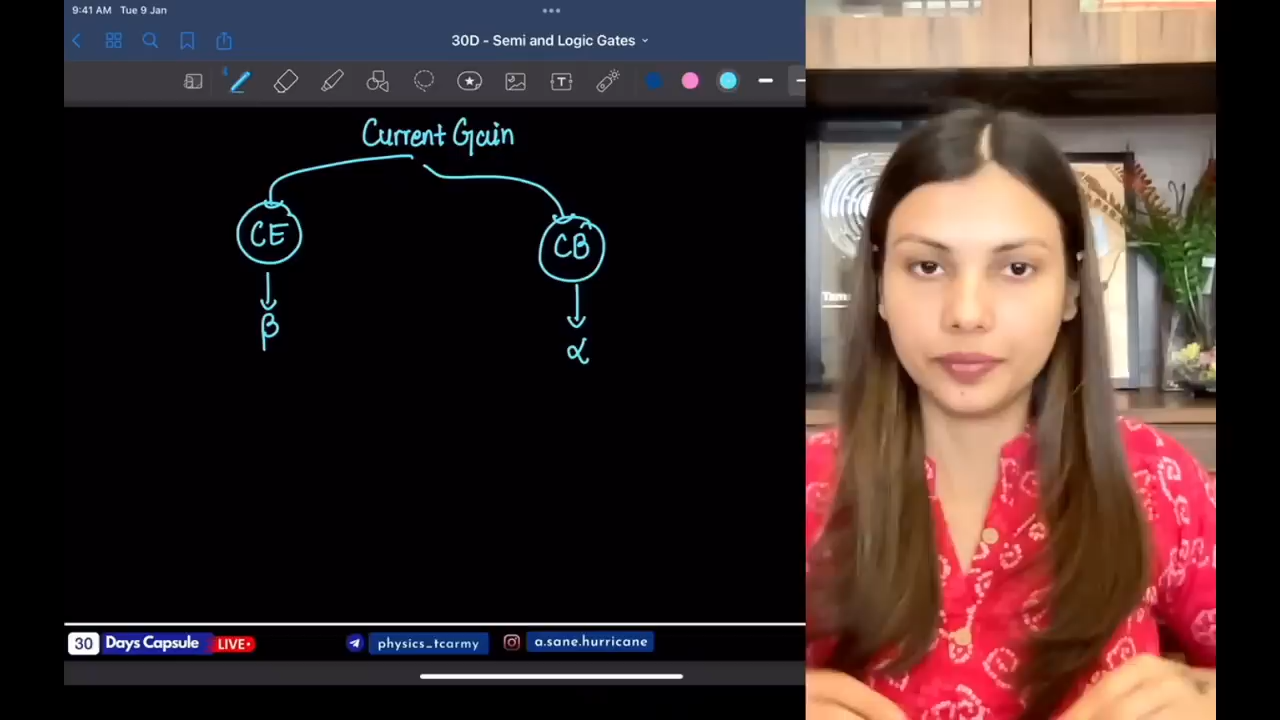 9:41 AM Tue 9 Jan
30D - Semi and Logic Gates
T
Current Gain
CE
CB
β
α
30 Days Capsule LIVE
physics_tcarmy
a.sane.hurricane